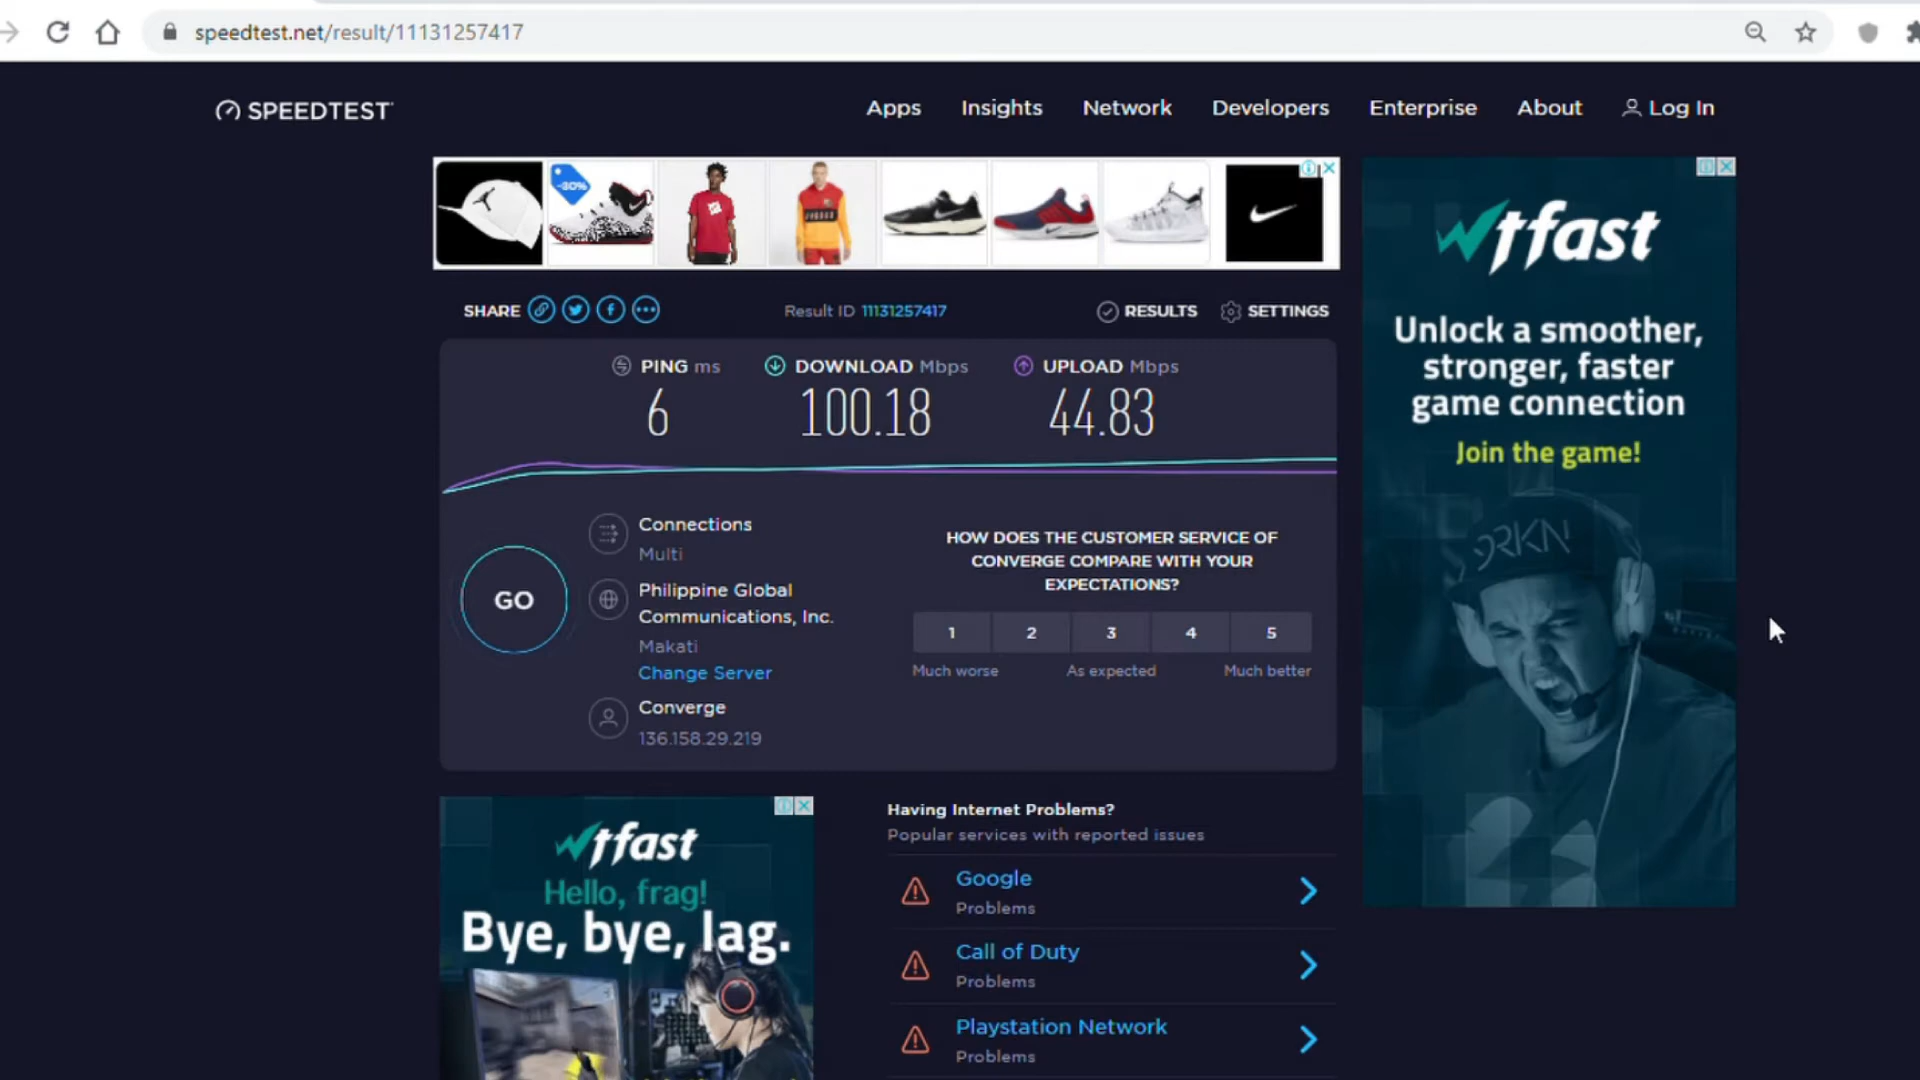 speedtest.net/result/11131257417
SPEEDTEST
Apps Insights Network Developers Enterprise About Log In
-30%
SHARE Result ID 11131257417 RESULTS SETTINGS
PING ms DOWNLOAD Mbps UPLOAD Mbps
6 100.18 44.83
GO
Connections
Multi
Philippine Global
Communications, Inc.
Makati
Change Server
Converge
136.158.29.219
HOW DOES THE CUSTOMER SERVICE OF
CONVERGE COMPARE WITH YOUR
EXPECTATIONS?
1 2 3 4 5
Much worse As expected Much better
wtfast
Unlock a smoother,
stronger, faster
game connection
Join the game!
wtfast
Hello, frag!
Bye, bye, lag.
Having Internet Problems?
Popular services with reported issues
Google
Problems
Call of Duty
Problems
Playstation Network
Problems